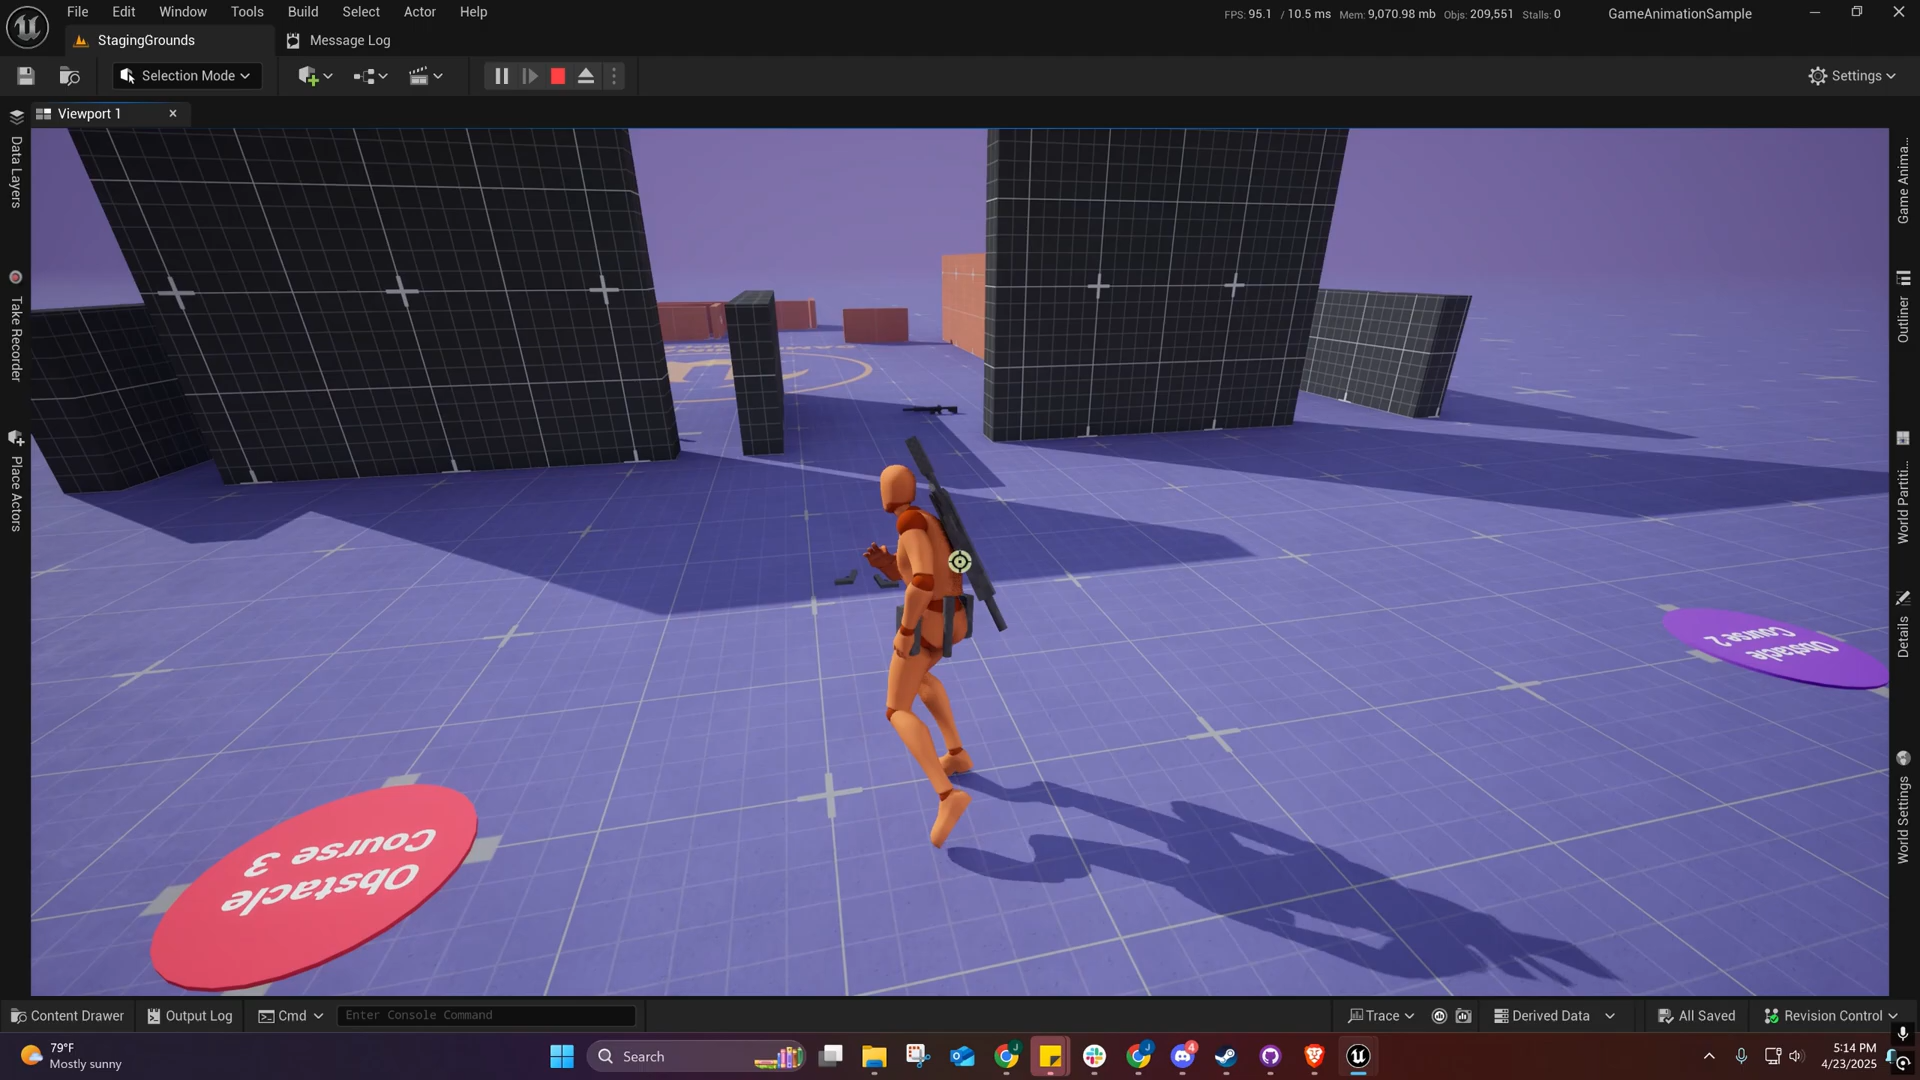 File Edit Window Tools Build Select Actor Help
FPS: 95.1 / 10.5 ms Mem: 9,070.98 mb Objs: 209,551 Stalls: 0
GameAnimationSample
StagingGrounds
Message Log
Selection Mode
Settings
Viewport 1
Data Layers
Take Recorder
Place Actors
Game Anima...
Outliner
World Partiti...
Details
World Settings
Obstacle
Course 2
Obstacle
Course 3
Content Drawer
Output Log
Cmd
Enter Console Command
Trace
Derived Data
All Saved
Revision Control
79°F
Mostly sunny
Search
J
J
4
5:14 PM
4/23/2025